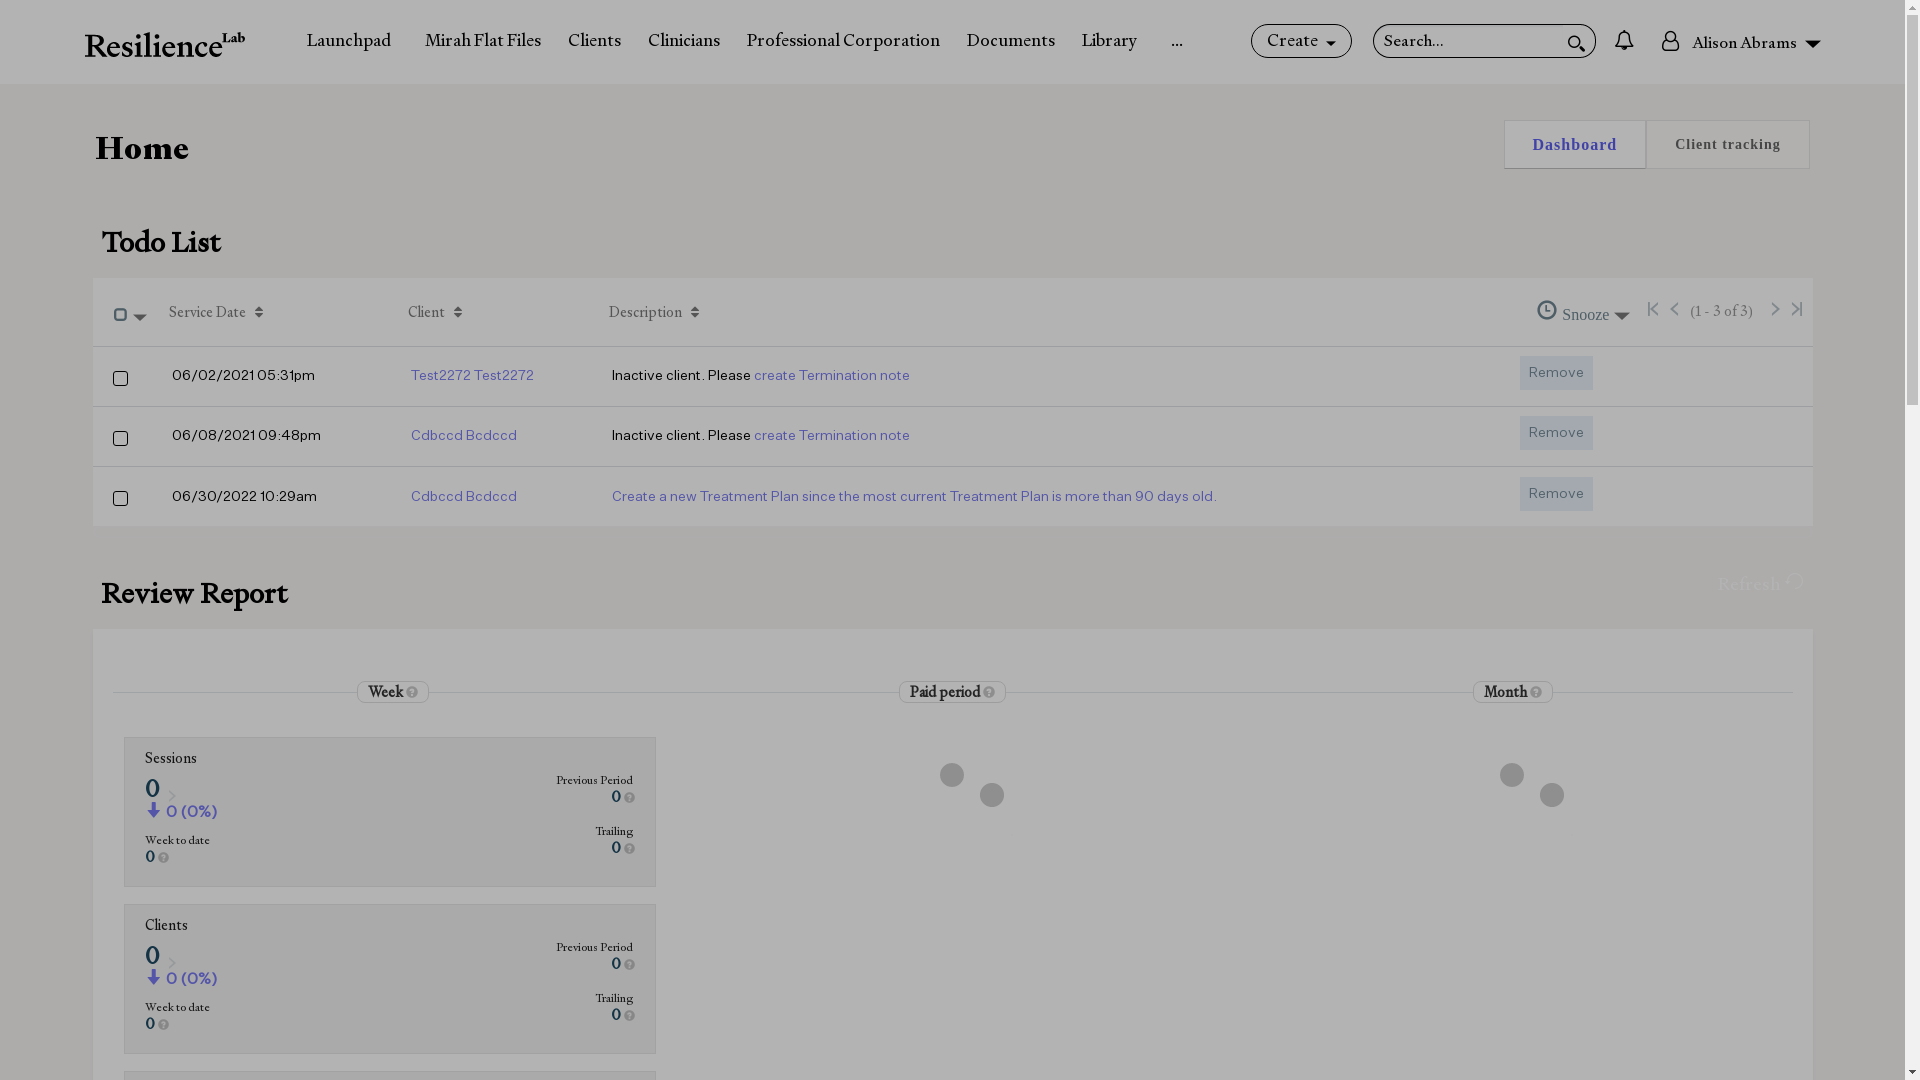 ResilienceLab Launchpad Mirah Flat Files Clients Clinicians Professional Corporation Documents Library ... Create Search... Alison Abrams
Home
Dashboard Client tracking
Todo List
Service Date Client Description Snooze (1 - 3 of 3)
06/02/2021 05:31pm Test2272 Test2272 Inactive client. Please create Termination note Remove
06/08/2021 09:48pm Cdbccd Bcdccd Inactive client. Please create Termination note Remove
06/30/2022 10:29am Cdbccd Bcdccd Create a new Treatment Plan since the most current Treatment Plan is more than 90 days old. Remove
Review Report Refresh
Week ? Paid period ? Month ?
Sessions
0 Previous Period
0 (0%) 0 ?
Week to date Trailing
0 ? 0 ?
Clients
0 Previous Period
0 (0%) 0 ?
Week to date Trailing
0 ? 0 ?